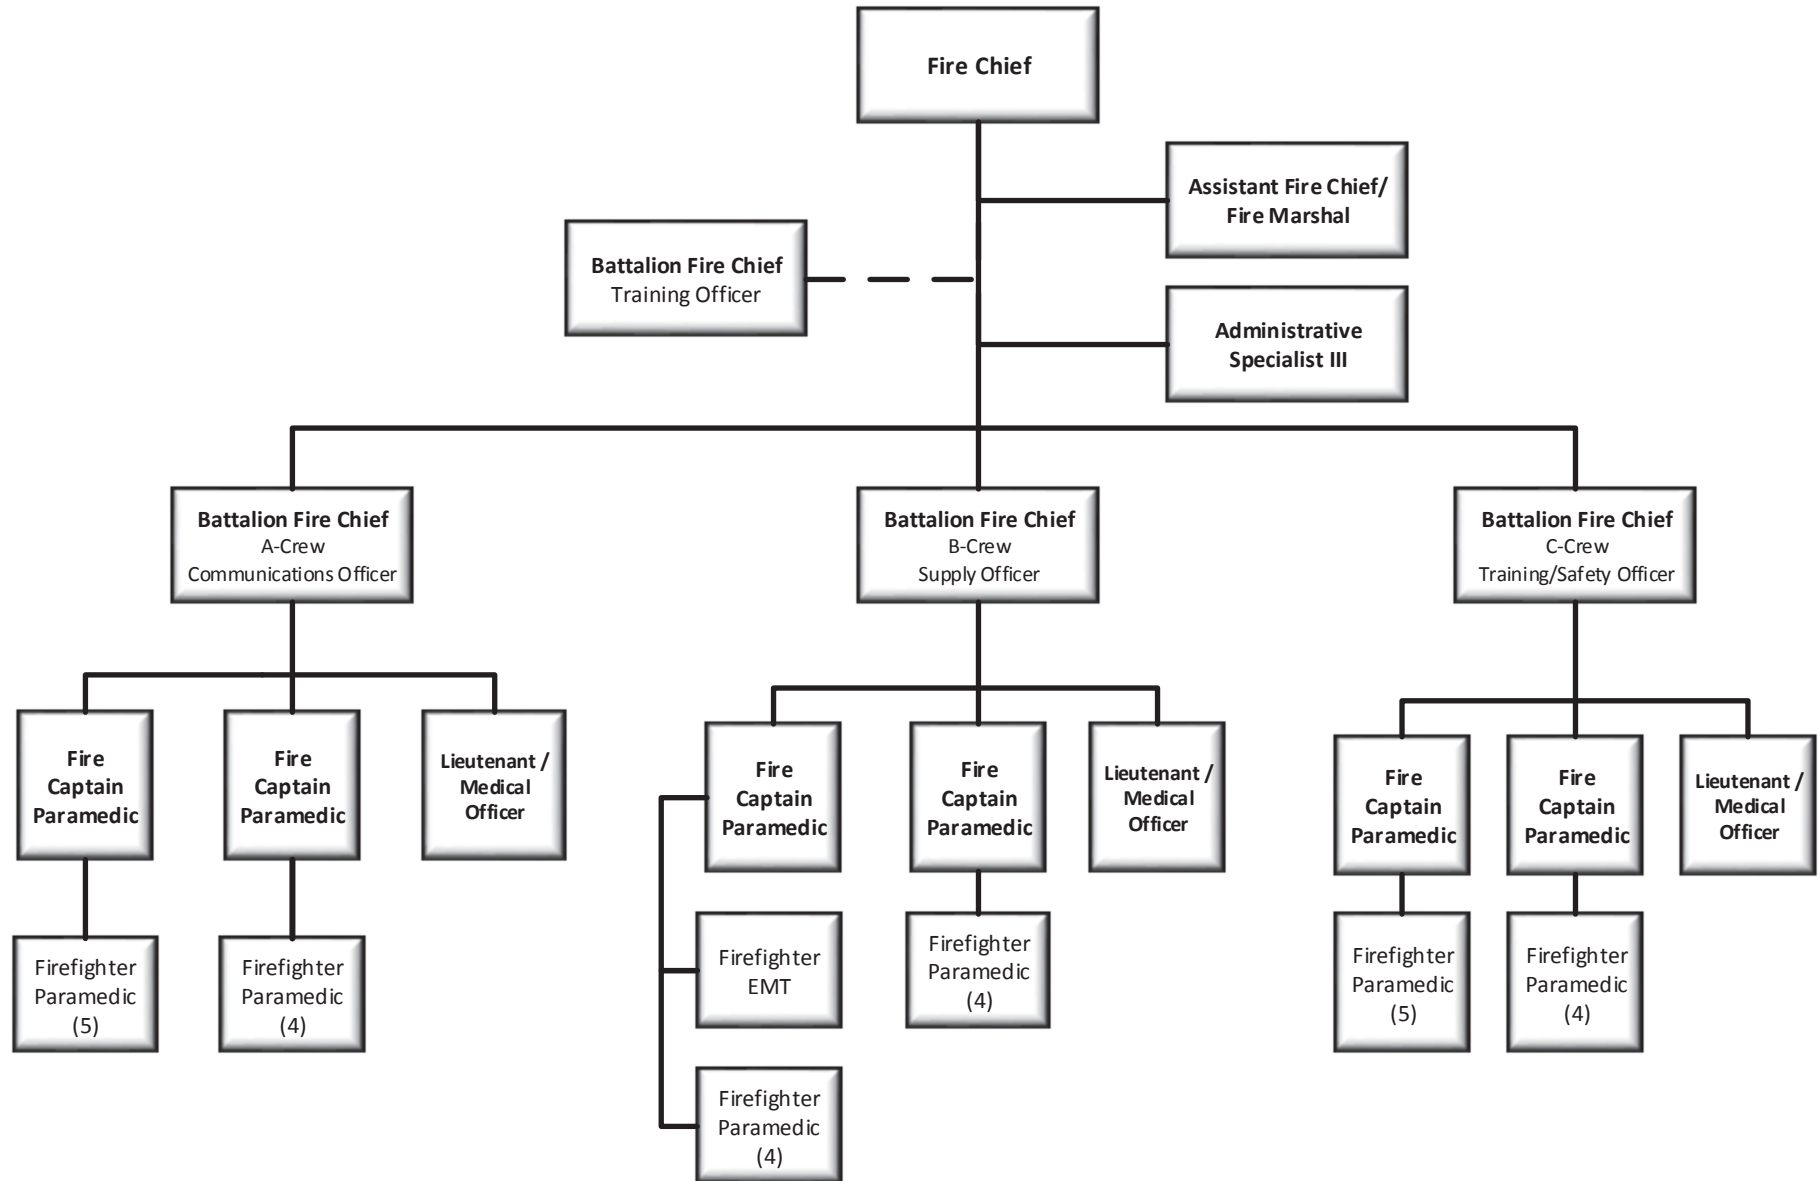 Fire Chief
Assistant Fire Chief/
Fire Marshal
Battalion Fire Chief
Training Officer
Administrative
Specialist III
Battalion Fire Chief
A-Crew
Communications Officer
Battalion Fire Chief
B-Crew
Supply Officer
Battalion Fire Chief
C-Crew
Training/Safety Officer
Fire
Captain
Paramedic
Fire
Captain
Paramedic
Lieutenant /
Medical
Officer
Fire
Captain
Paramedic
Fire
Captain
Paramedic
Lieutenant /
Medical
Officer
Fire
Captain
Paramedic
Fire
Captain
Paramedic
Lieutenant /
Medical
Officer
Firefighter
Paramedic
(5)
Firefighter
Paramedic
(4)
Firefighter
EMT
Firefighter
Paramedic
(4)
Firefighter
Paramedic
(4)
Firefighter
Paramedic
(5)
Firefighter
Paramedic
(4)